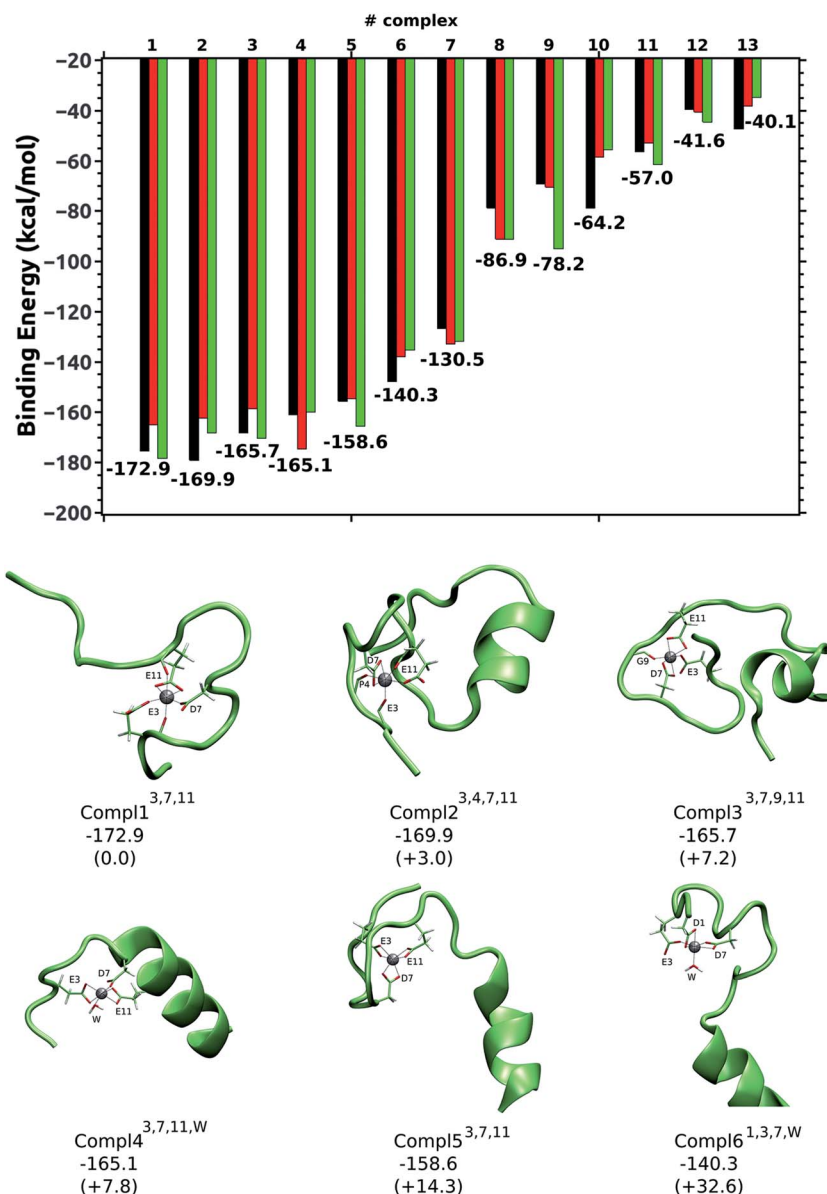 # complex
1 2 3 4 5 6 7 8 9 10 11 12 13
Binding Energy (kcal/mol)
−20
−40
−60
−80
−100
−120
−140
−160
−180
−200
-172.9
-169.9
-165.7
-165.1
-158.6
-140.3
-130.5
-86.9
-78.2
-64.2
-57.0
-41.6
-40.1
E11
E3
D7
D7
E11
P4
E3
E11
G9
D7
E3
Compl1 3,7,11
-172.9
(0.0)
Compl2 3,4,7,11
-169.9
(+3.0)
Compl3 3,7,9,11
-165.7
(+7.2)
E3
D7
E11
W
E3
E11
D7
D1
E3
D7
W
Compl4 3,7,11,W
-165.1
(+7.8)
Compl5 3,7,11
-158.6
(+14.3)
Compl6 1,3,7,W
-140.3
(+32.6)